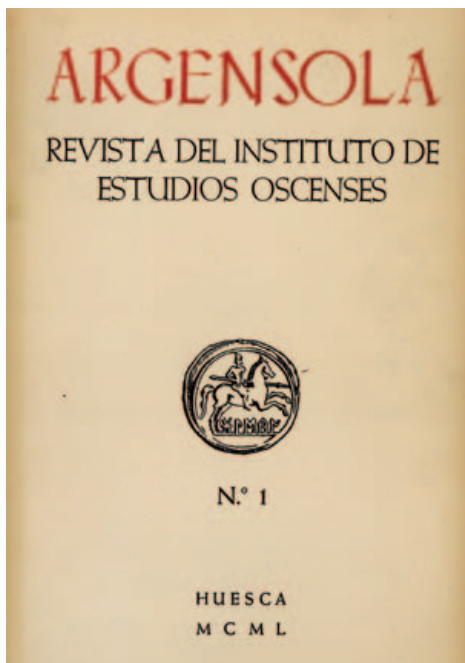 ARGENSOLA
REVISTA DEL INSTITUTO DE
ESTUDIOS OSCENSES
N.º 1
HUESCA
MCML